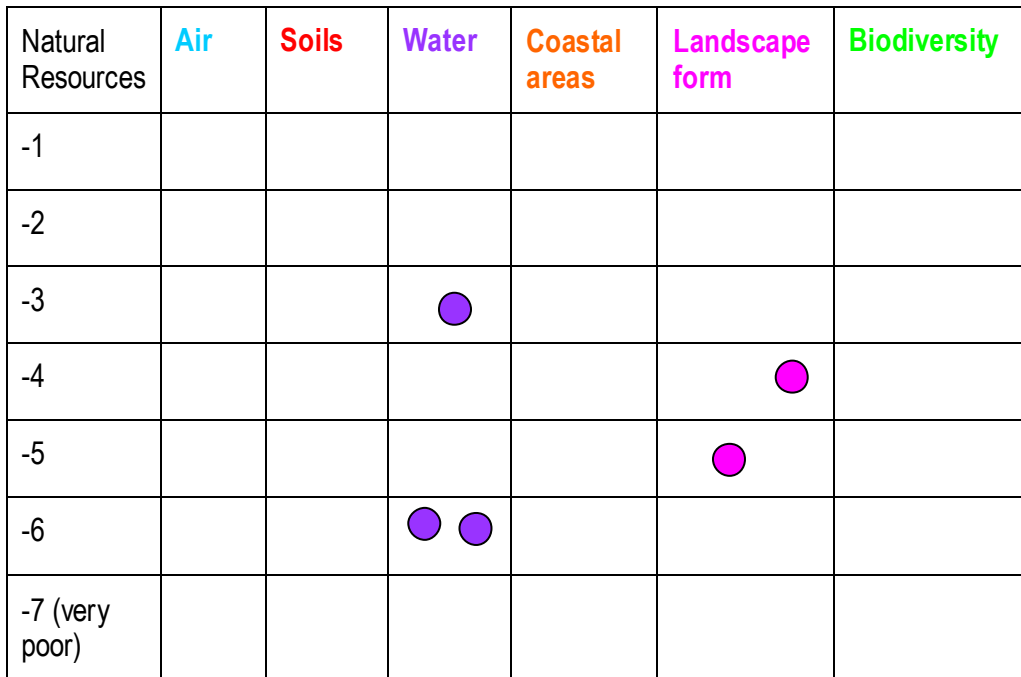 Natural Resources Air Soils Water Coastal areas Landscape form Biodiversity
-1
-2
-3
-4
-5
-6
-7 (very
poor)